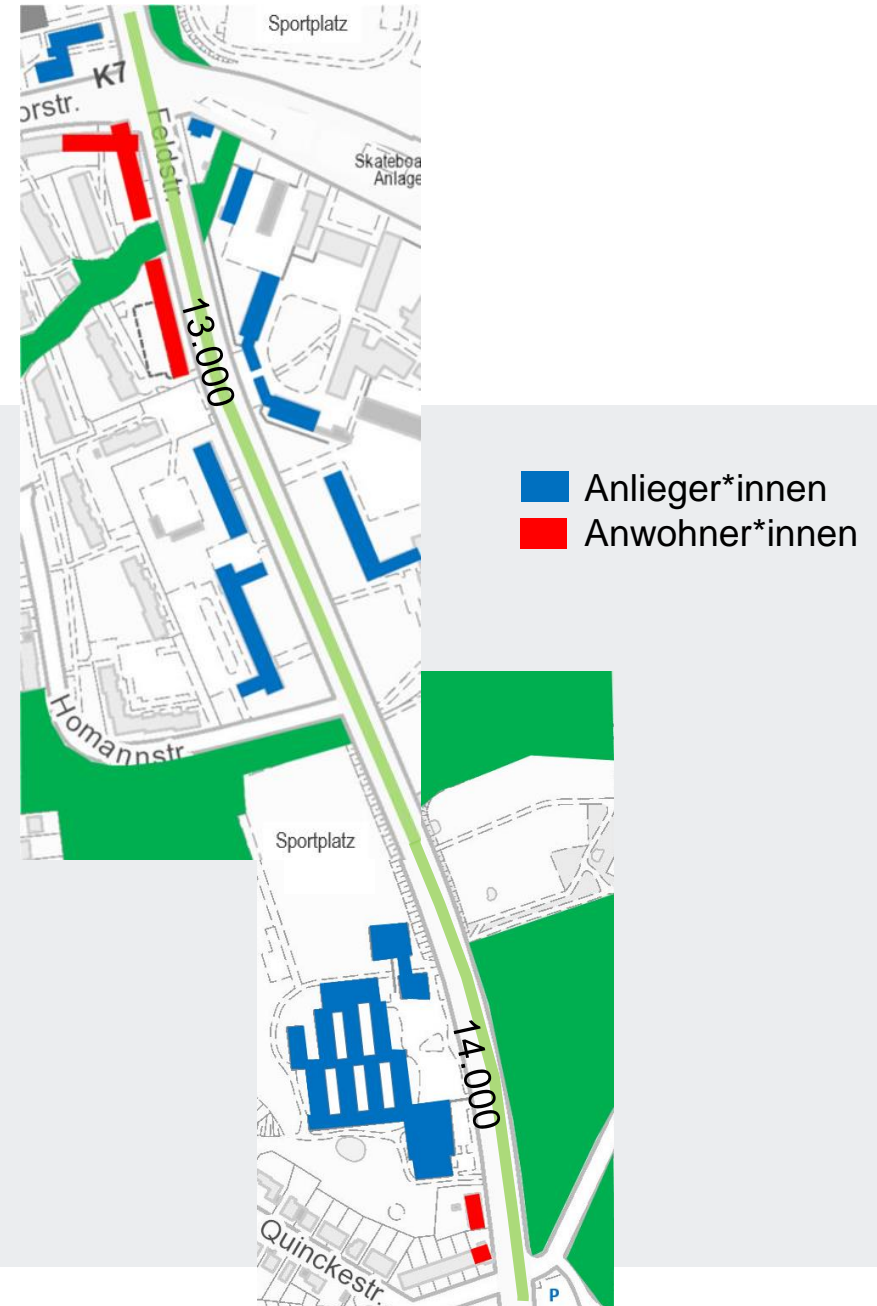 Sportplatz
K7
orstr.
Feldstr.
Skateboa
Anlage
13.000
Anlieger*innen
Anwohner*innen
Homannstr.
Sportplatz
14.000
Quinckestr.
P